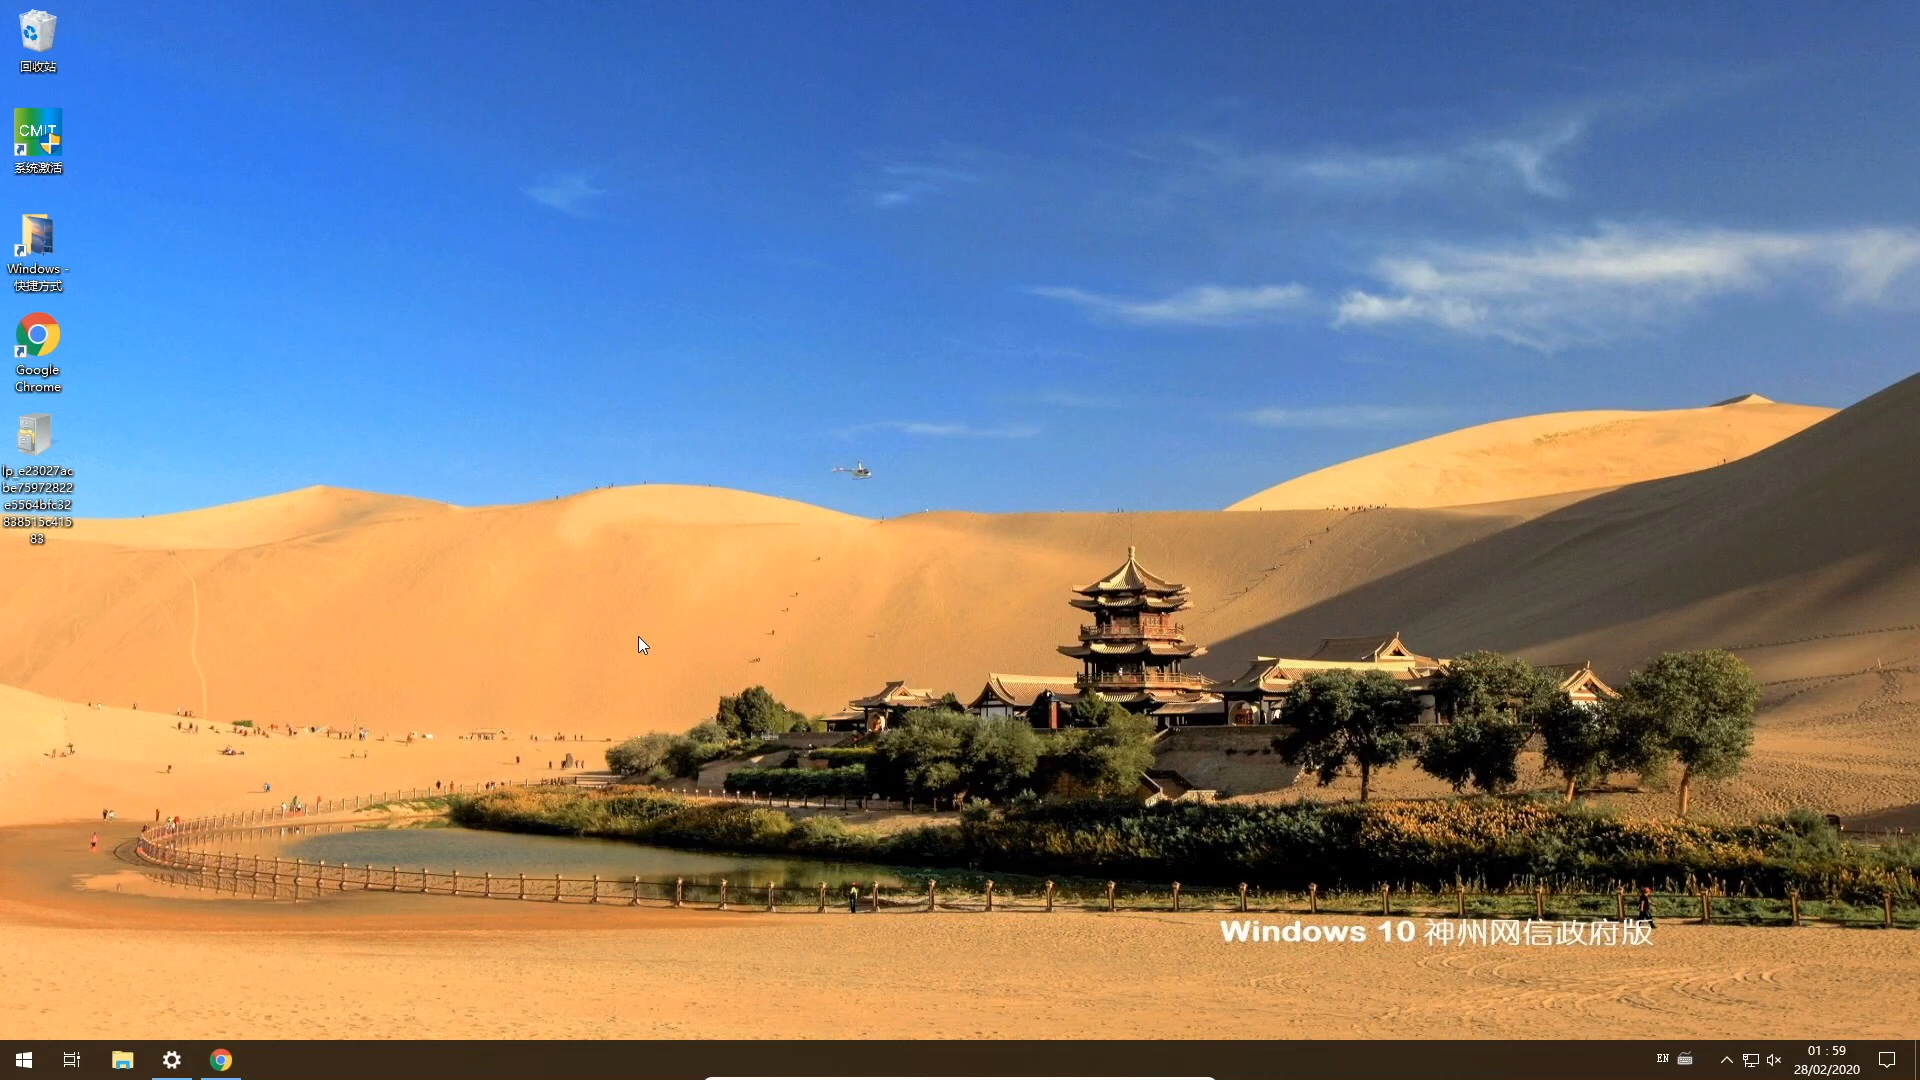 回收站
CMIT
系统激活
Windows -
快捷方式
Google
Chrome
lp_e23027ac
be75972822
e5564bfc32
838515c415
83
Windows 10 神州网信政府版
EN
01 : 59
28/02/2020